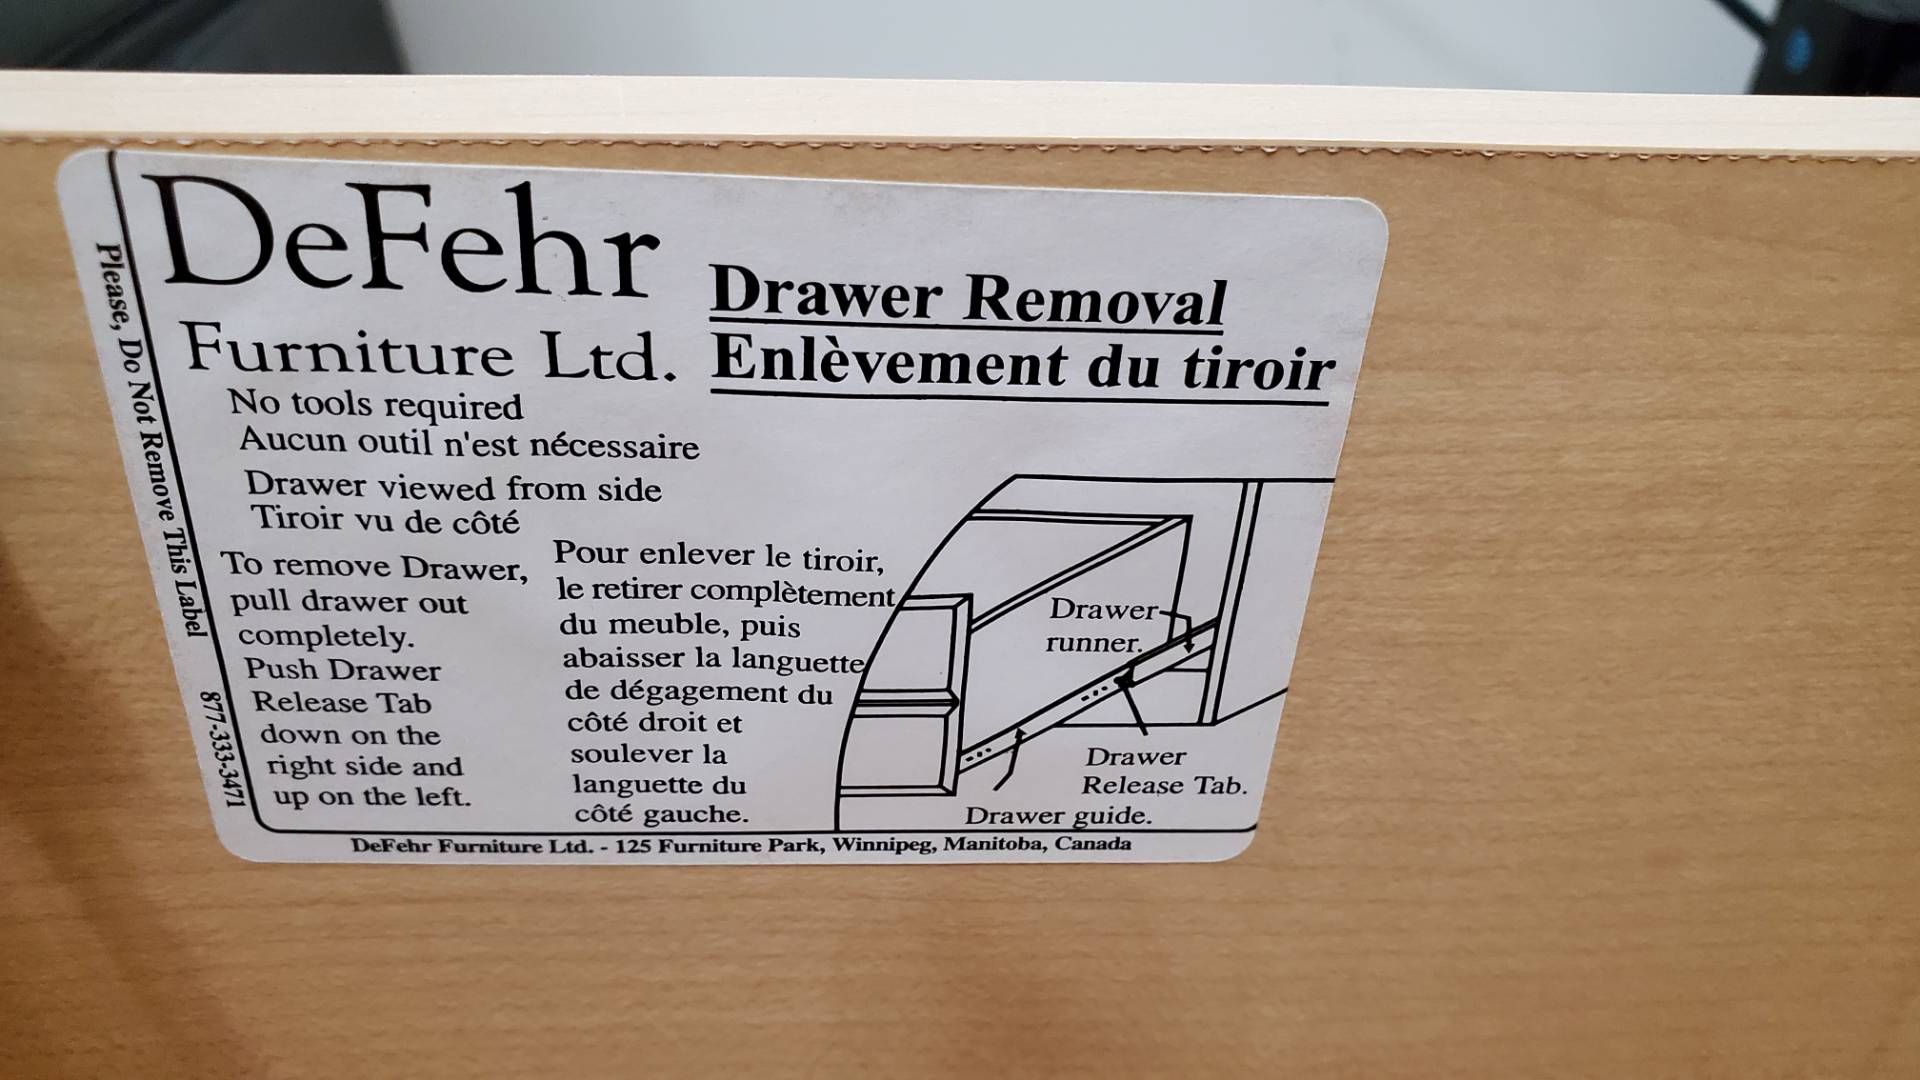 DeFehr
Furniture Ltd.
Drawer Removal
Enlèvement du tiroir
No tools required
Aucun outil n'est nécessaire
Drawer viewed from side
Tiroir vu de côté
To remove Drawer,
pull drawer out
completely.
Push Drawer
Release Tab
down on the
right side and
up on the left.
Pour enlever le tiroir,
le retirer complètement
du meuble, puis
abaisser la languette
de dégagement du
côté droit et
soulever la
languette du
côté gauche.
Drawer
runner.
Drawer
Release Tab.
Drawer guide.
Please, Do Not Remove This Label 877-333-3471
DeFehr Furniture Ltd. - 125 Furniture Park, Winnipeg, Manitoba, Canada